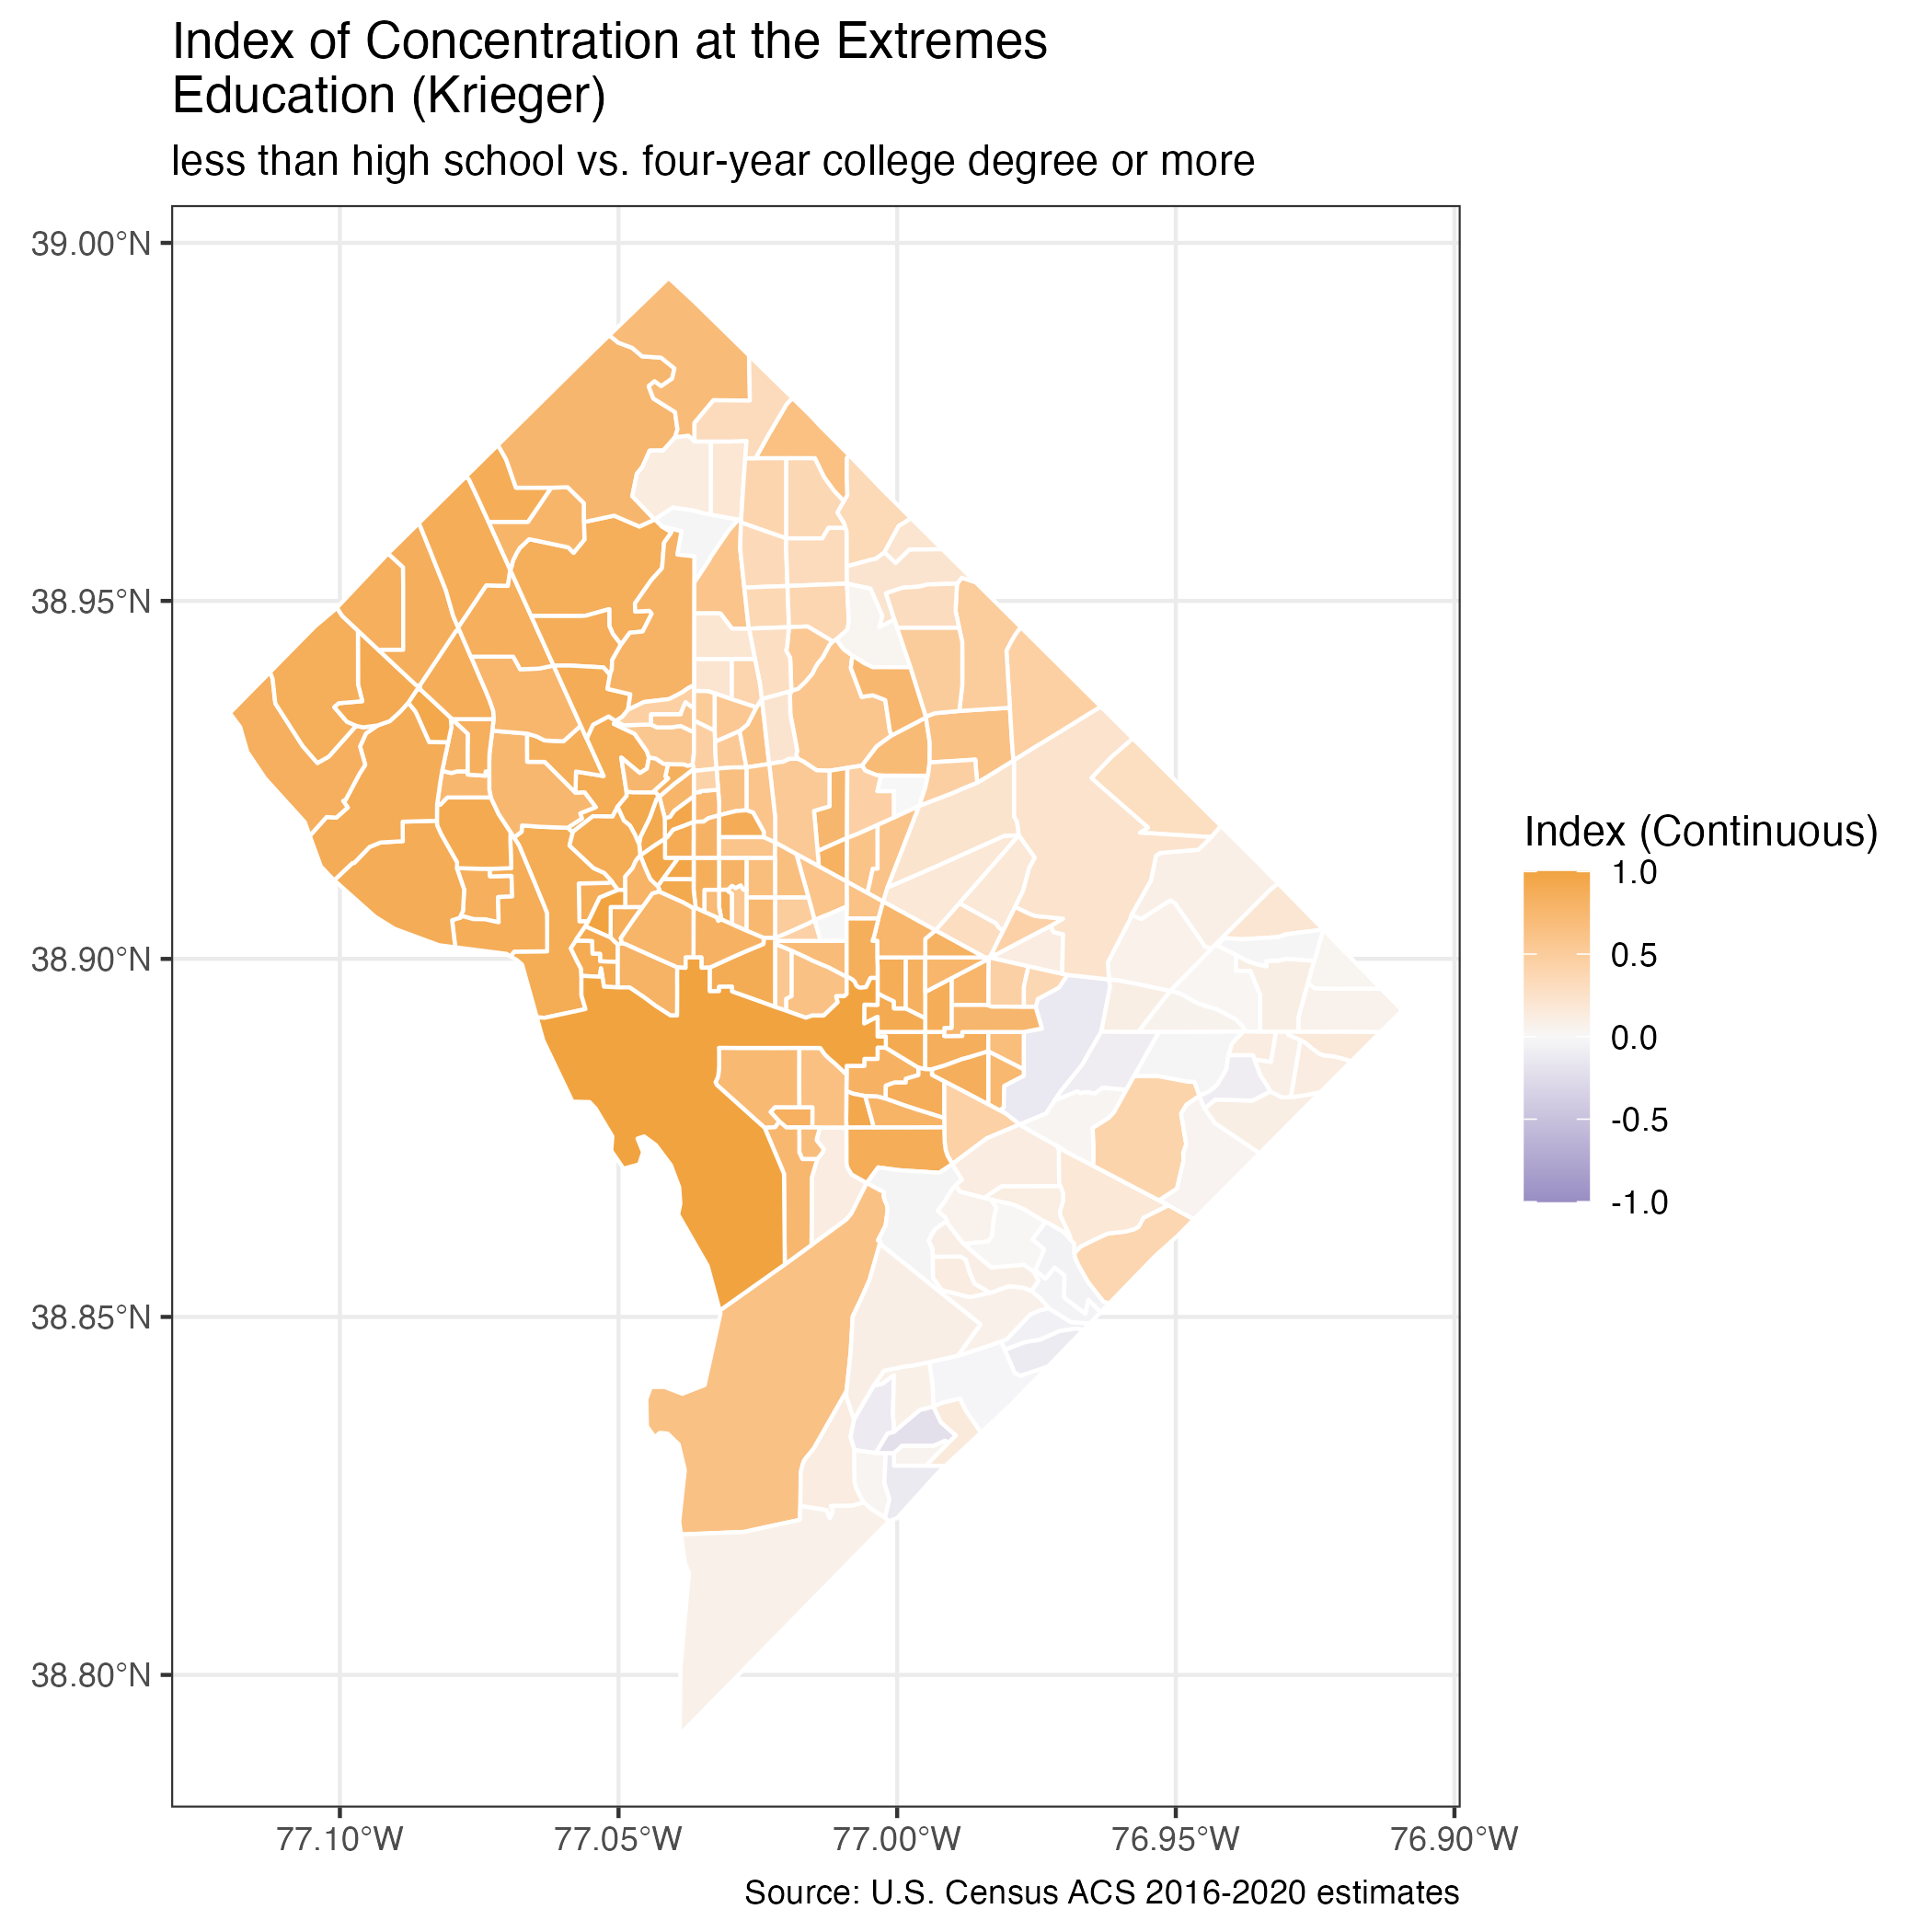 Index of Concentration at the Extremes
Education (Krieger)
less than high school vs. four-year college degree or more
39.00°N
38.95°N
38.90°N
38.85°N
38.80°N
77.10°W
77.05°W
77.00°W
76.95°W
76.90°W
Index (Continuous)
1.0
0.5
0.0
-0.5
-1.0
Source: U.S. Census ACS 2016-2020 estimates